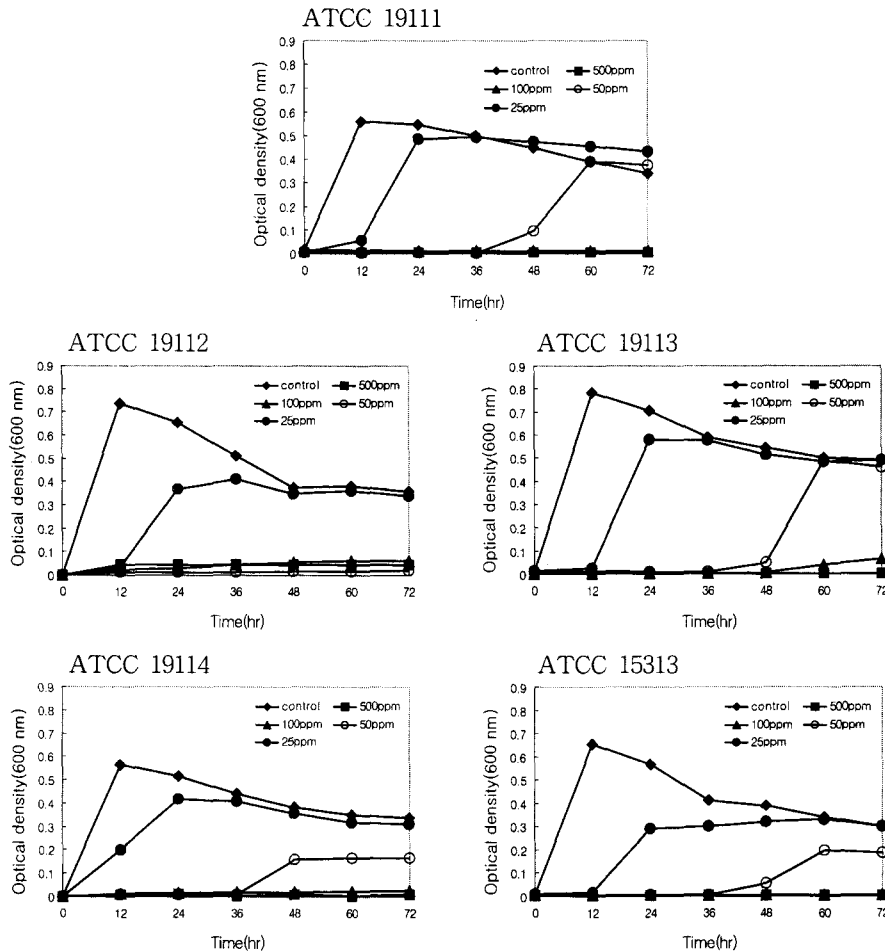 ATCC 19111
0.9
0.8
0.7
0.6
0.5
0.4
0.3
0.2
0.1
0
Optical density(600 nm)
control
500ppm
100ppm
50ppm
25ppm
0 12 24 36 48 60 72
Time(hr)
ATCC 19112
0.9
0.8
0.7
0.6
0.5
0.4
0.3
0.2
0.1
0
Optical density(600 nm)
control
500ppm
100ppm
50ppm
25ppm
0 12 24 36 48 60 72
Time(hr)
ATCC 19113
0.9
0.8
0.7
0.6
0.5
0.4
0.3
0.2
0.1
0
Optical density(600 nm)
control
500ppm
100ppm
50ppm
25ppm
0 12 24 36 48 60 72
Time(hr)
ATCC 19114
0.9
0.8
0.7
0.6
0.5
0.4
0.3
0.2
0.1
0
Optical density(600 nm)
control
500ppm
100ppm
50ppm
25ppm
0 12 24 36 48 60 72
Time(hr)
ATCC 15313
0.9
0.8
0.7
0.6
0.5
0.4
0.3
0.2
0.1
0
Optical density(600 nm)
control
500ppm
100ppm
50ppm
25ppm
0 12 24 36 48 60 72
Time(hr)